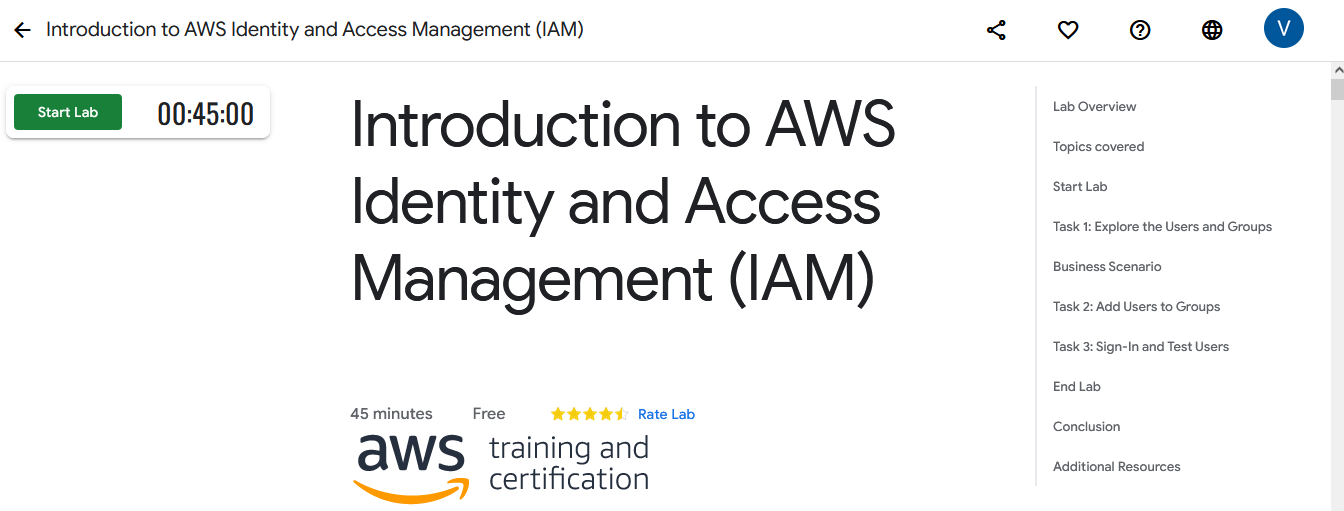 Introduction to AWS Identity and Access Management (IAM)
V
Start Lab
00:45:00
Introduction to AWS
Identity and Access
Management (IAM)
45 minutes
Free
Rate Lab
aws
training and
certification
Lab Overview
Topics covered
Start Lab
Task 1: Explore the Users and Groups
Business Scenario
Task 2: Add Users to Groups
Task 3: Sign-In and Test Users
End Lab
Conclusion
Additional Resources